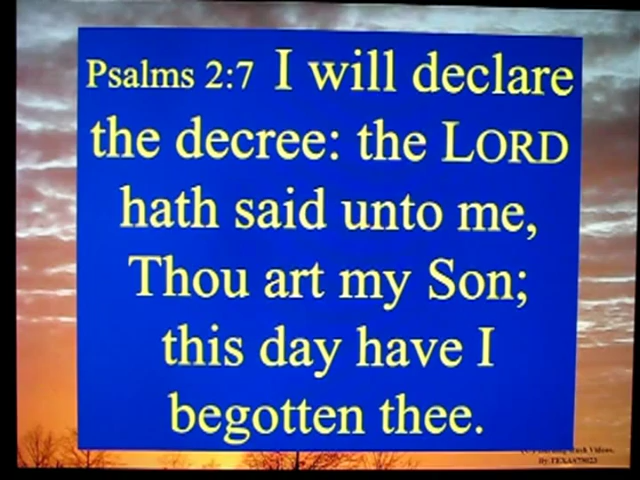 Psalms 2:7 I will declare
the decree: the LORD
hath said unto me,
Thou art my Son;
this day have I
begotten thee.